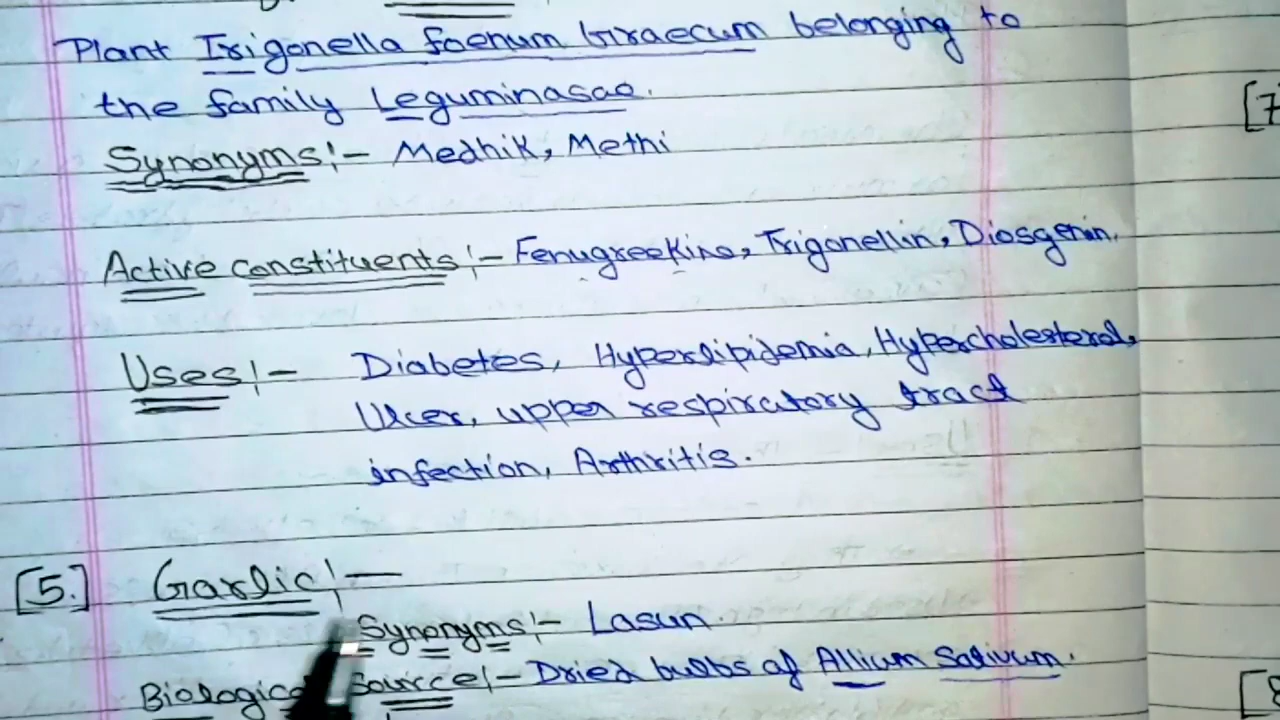 Plant Trigonella foenum Graecum belonging to
the family Leguminasae.
Synonyms:- Medhik, Methi
Active constituents:- Fenugreekine, Trigonellin, Diosgenin.
Uses:- Diabetes, Hyperlipidemia, Hypercholesterol,
Ulcer, upper respiratory tract
infection, Arthritis.
[5.] Garlic:-
Synonyms:- Lasun.
Biological Source:- Dried bulbs of Allium Sativum.
[7
[8